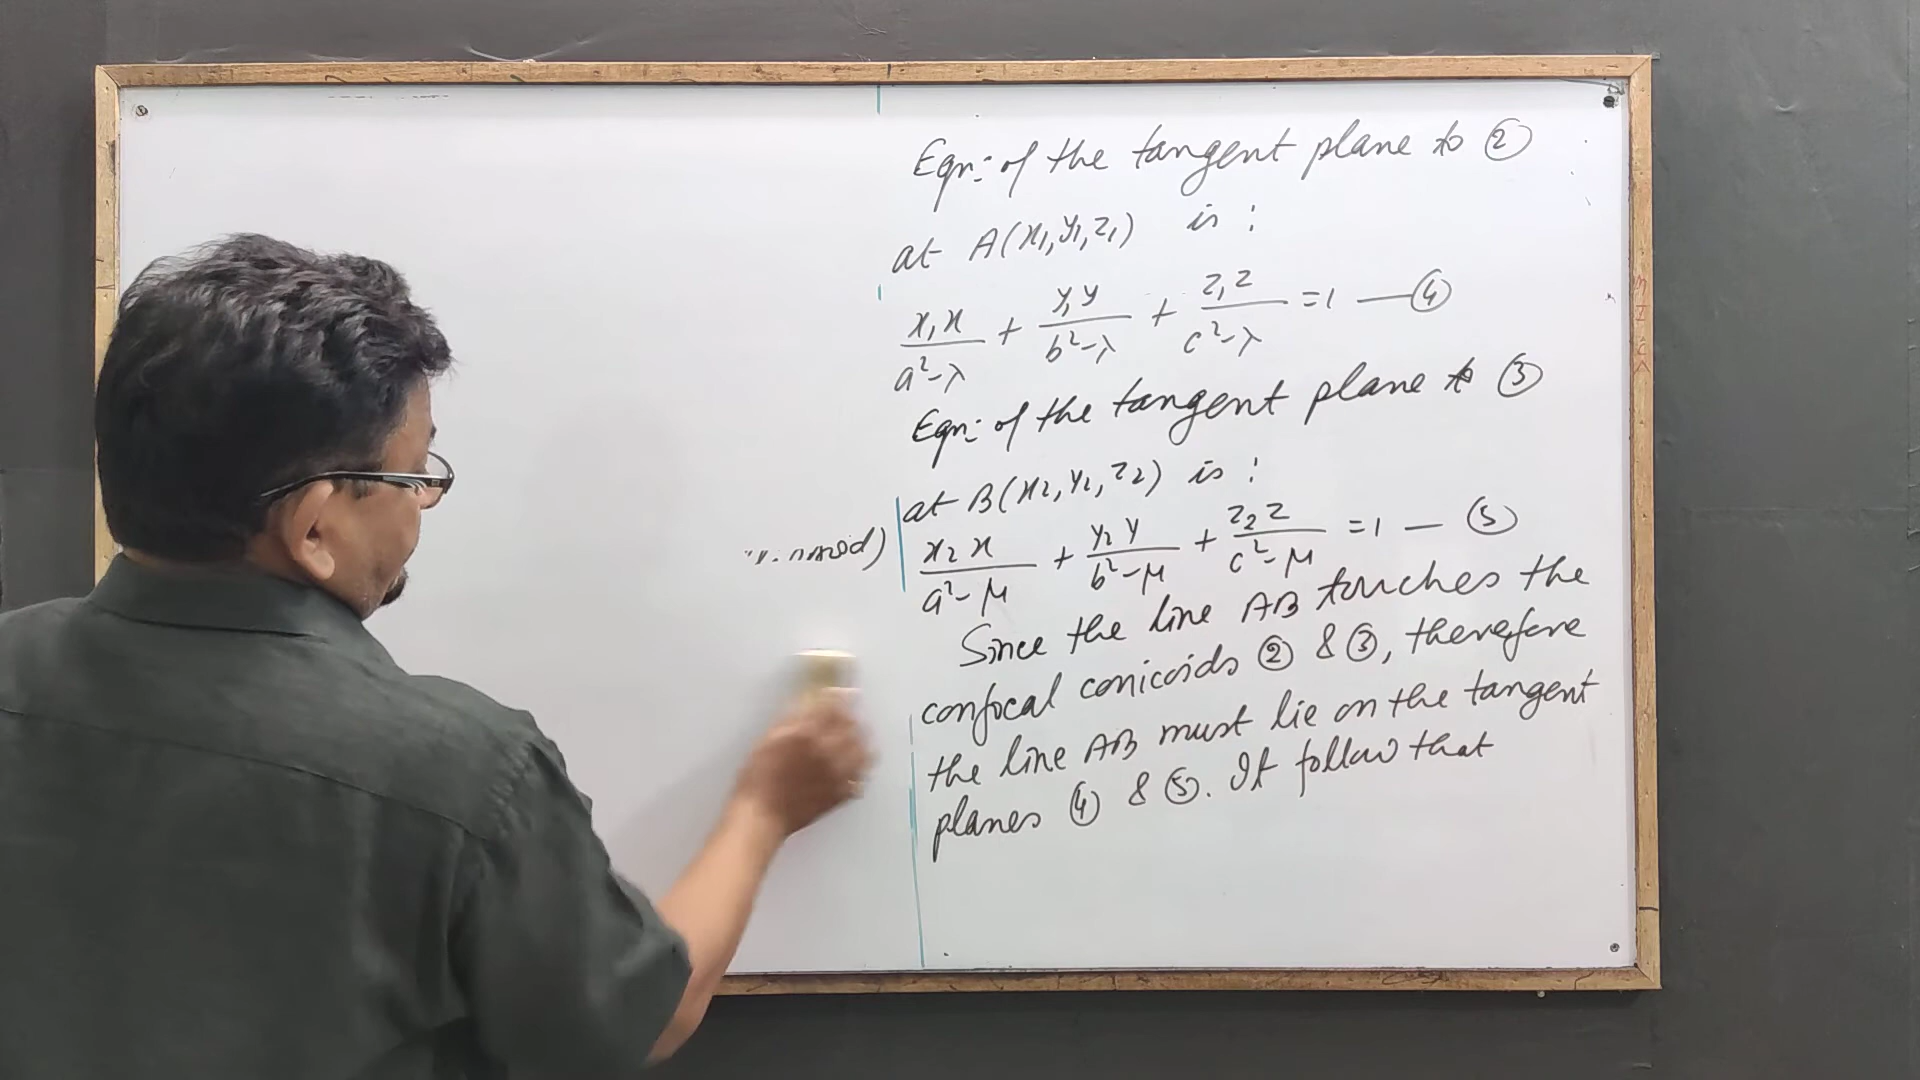 Eqn: of the tangent plane to ②
at A(x₁,y₁,z₁) is :
x₁x/(a²-λ) + y₁y/(b²-λ) + z₁z/(c²-λ) = 1 — ④
Eqn: of the tangent plane to ③
at B(x₂,y₂,z₂) is :
x₂x/(a²-μ) + y₂y/(b²-μ) + z₂z/(c²-μ) = 1 — ⑤
Since the line AB touches the
confocal conicoids ② & ③, therefore
the line AB must lie on the tangent
planes ④ & ⑤. It follow that